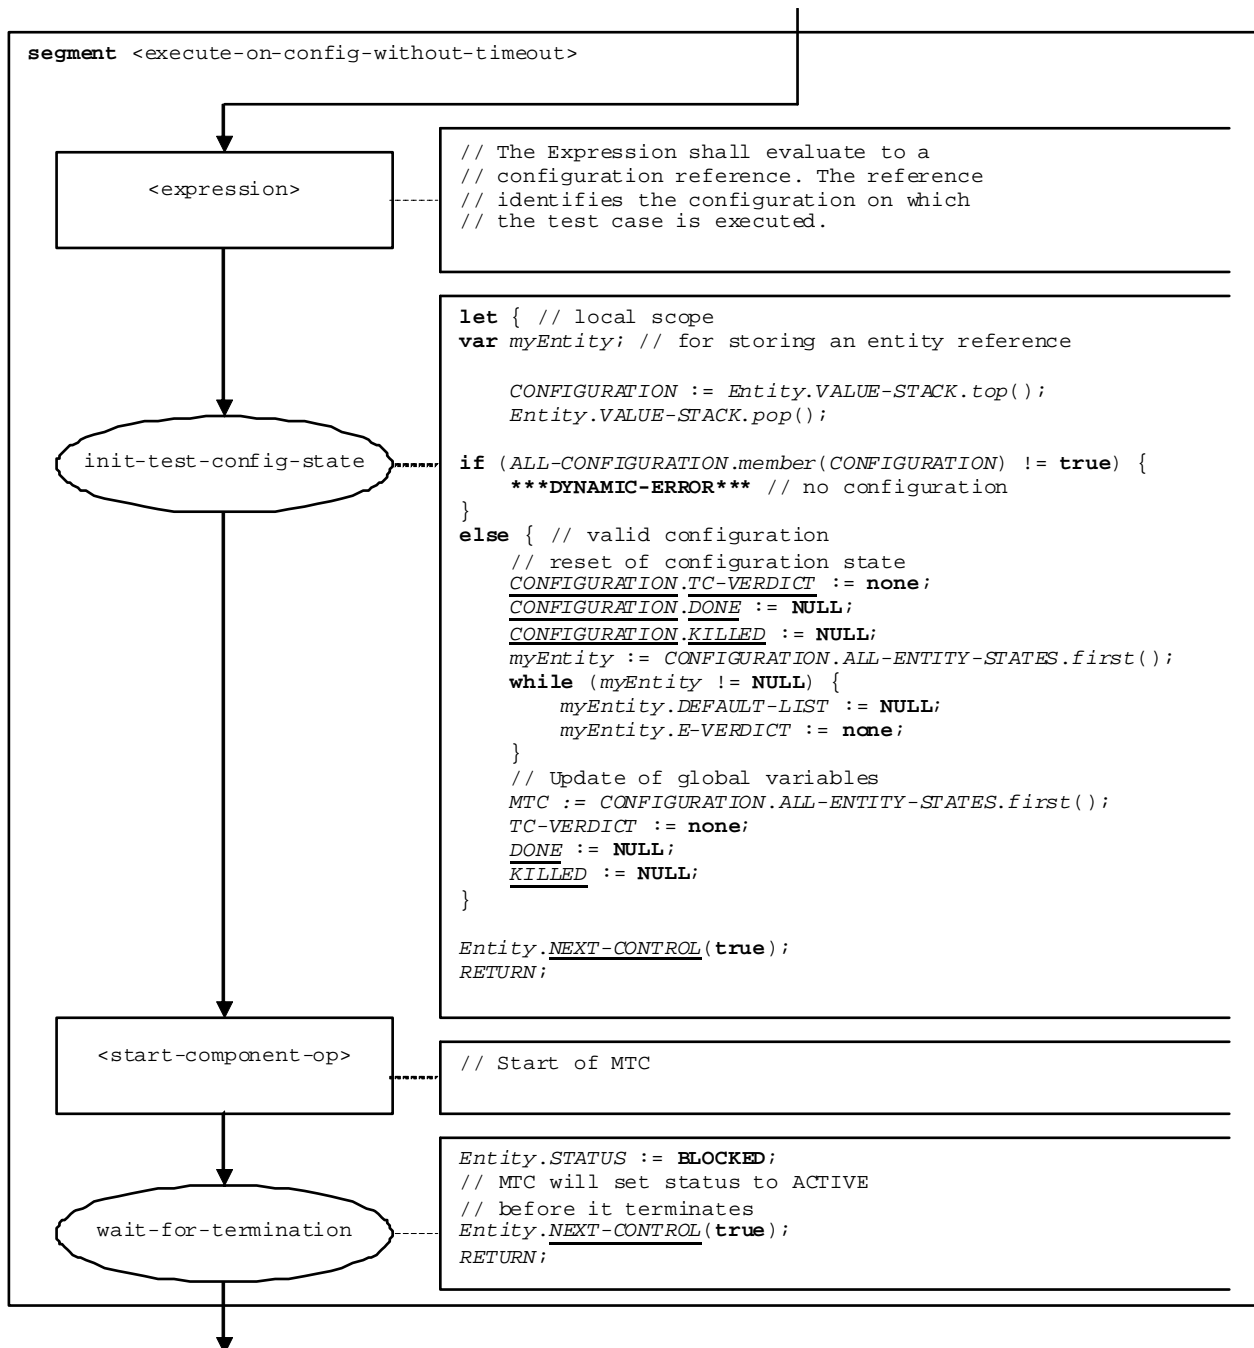 segment <execute-on-config-without-timeout>
<expression>
// The Expression shall evaluate to a
// configuration reference. The reference
// identifies the configuration on which
// the test case is executed.
init-test-config-state
let { // local scope
var myEntity; // for storing an entity reference
CONFIGURATION := Entity.VALUE-STACK.top();
Entity.VALUE-STACK.pop();
if (ALL-CONFIGURATION.member(CONFIGURATION) != true) {
***DYNAMIC-ERROR*** // no configuration
}
else { // valid configuration
// reset of configuration state
CONFIGURATION.TC-VERDICT := none;
CONFIGURATION.DONE := NULL;
CONFIGURATION.KILLED := NULL;
myEntity := CONFIGURATION.ALL-ENTITY-STATES.first();
while (myEntity != NULL) {
myEntity.DEFAULT-LIST := NULL;
myEntity.E-VERDICT := none;
}
// Update of global variables
MTC := CONFIGURATION.ALL-ENTITY-STATES.first();
TC-VERDICT := none;
DONE := NULL;
KILLED := NULL;
}
Entity.NEXT-CONTROL(true);
RETURN;
<start-component-op>
// Start of MTC
wait-for-termination
Entity.STATUS := BLOCKED;
// MTC will set status to ACTIVE
// before it terminates
Entity.NEXT-CONTROL(true);
RETURN;